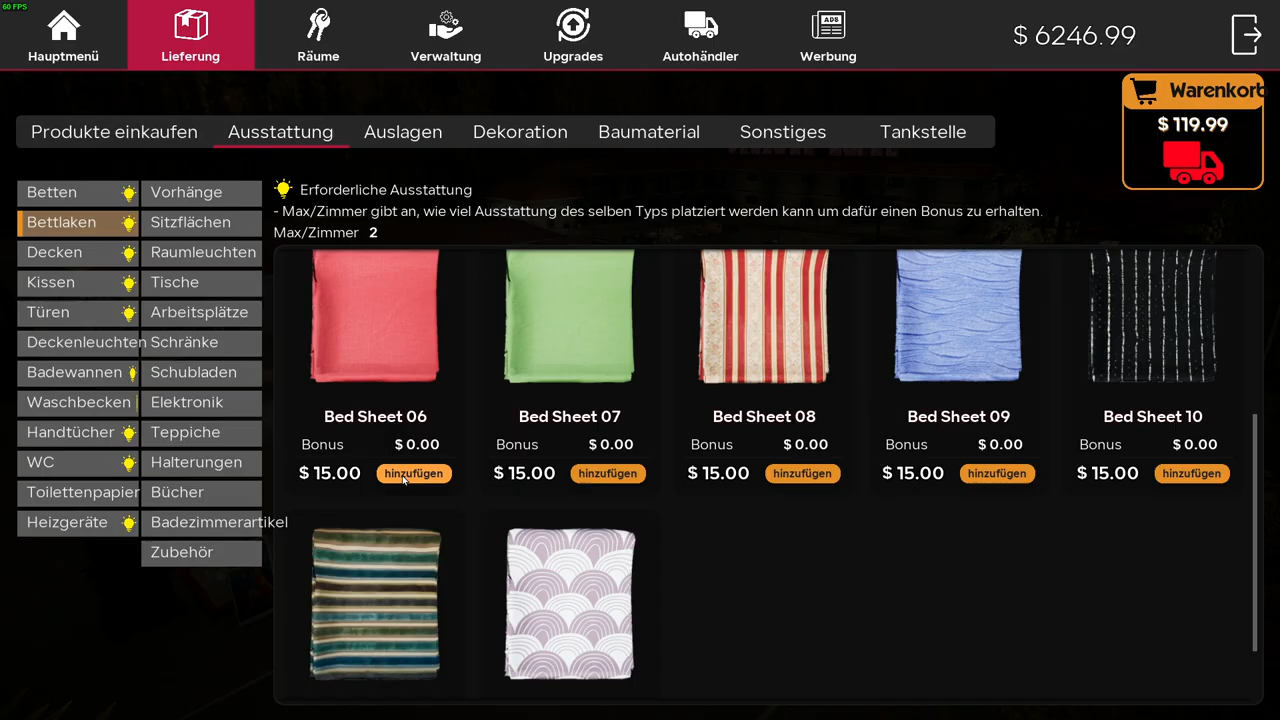 60 FPS
Hauptmenü
Lieferung
Räume
Verwaltung
Upgrades
Autohändler
ADS
Werbung
$ 6246.99
Warenkorb
$ 119.99
Produkte einkaufen
Ausstattung
Auslagen
Dekoration
Baumaterial
Sonstiges
Tankstelle
Betten
Vorhänge
Bettlaken
Sitzflächen
Decken
Raumleuchten
Kissen
Tische
Türen
Arbeitsplätze
Deckenleuchten
Schränke
Badewannen
Schubladen
Waschbecken
Elektronik
Handtücher
Teppiche
WC
Halterungen
Toilettenpapier
Bücher
Heizgeräte
Badezimmerartikel
Zubehör
Erforderliche Ausstattung
- Max/Zimmer gibt an, wie viel Ausstattung des selben Typs platziert werden kann um dafür einen Bonus zu erhalten.
Max/Zimmer 2
Bed Sheet 06
Bonus $ 0.00
$ 15.00 hinzufügen
Bed Sheet 07
Bonus $ 0.00
$ 15.00 hinzufügen
Bed Sheet 08
Bonus $ 0.00
$ 15.00 hinzufügen
Bed Sheet 09
Bonus $ 0.00
$ 15.00 hinzufügen
Bed Sheet 10
Bonus $ 0.00
$ 15.00 hinzufügen